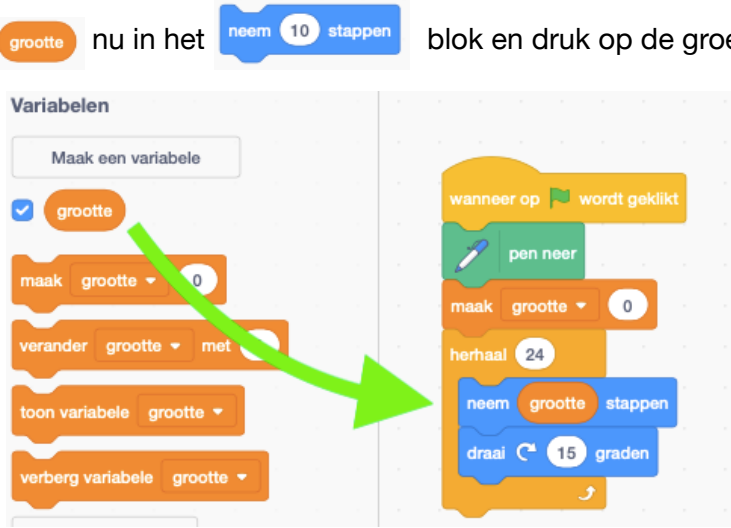 grootte nu in het neem 10 stappen blok en druk op de
Variabelen
Maak een variabele
grootte
maak grootte 0
verander grootte met
toon variabele grootte
verberg variabele grootte
wanneer op wordt geklikt
pen neer
maak grootte 0
herhaal 24
neem grootte stappen
draai 15 graden